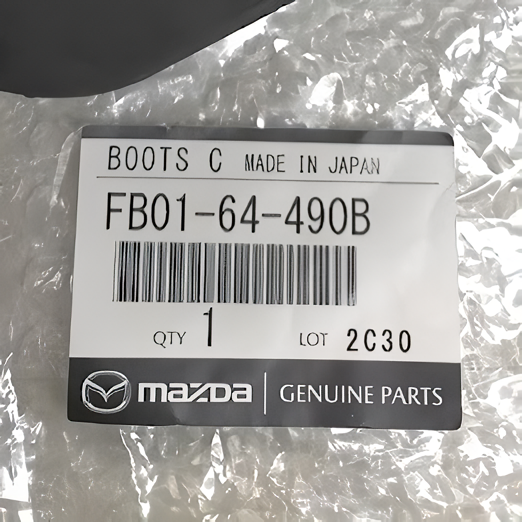 BOOTS C MADE IN JAPAN
FB01-64-490B
QTY 1 LOT 2C30
mazda GENUINE PARTS